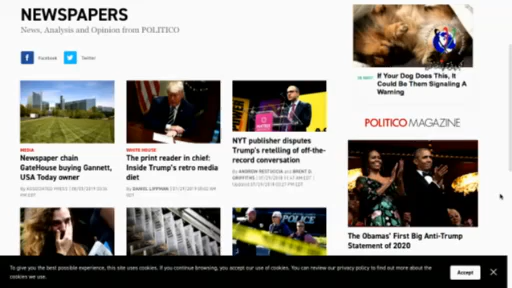 NEWSPAPERS
News, Analysis and Opinion from POLITICO
Facebook
Twitter
If Your Dog Does This, It
Could Be Them Signaling A
Warning
POLITICO MAGAZINE
MEDIA
Newspaper chain
GateHouse buying Gannett,
USA Today owner
WHITE HOUSE
The print reader in chief:
Inside Trump's retro media
diet
By DANIEL LIPPMAN
NYT publisher disputes
Trump's retelling of off-the-
record conversation
The Obamas' First Big Anti-Trump
Statement of 2020
POLICE
To give you the best possible experience, this site uses cookies. If you continue browsing, you accept our use of cookies. You can review our privacy policy to find out more about the
cookies we use.
Accept